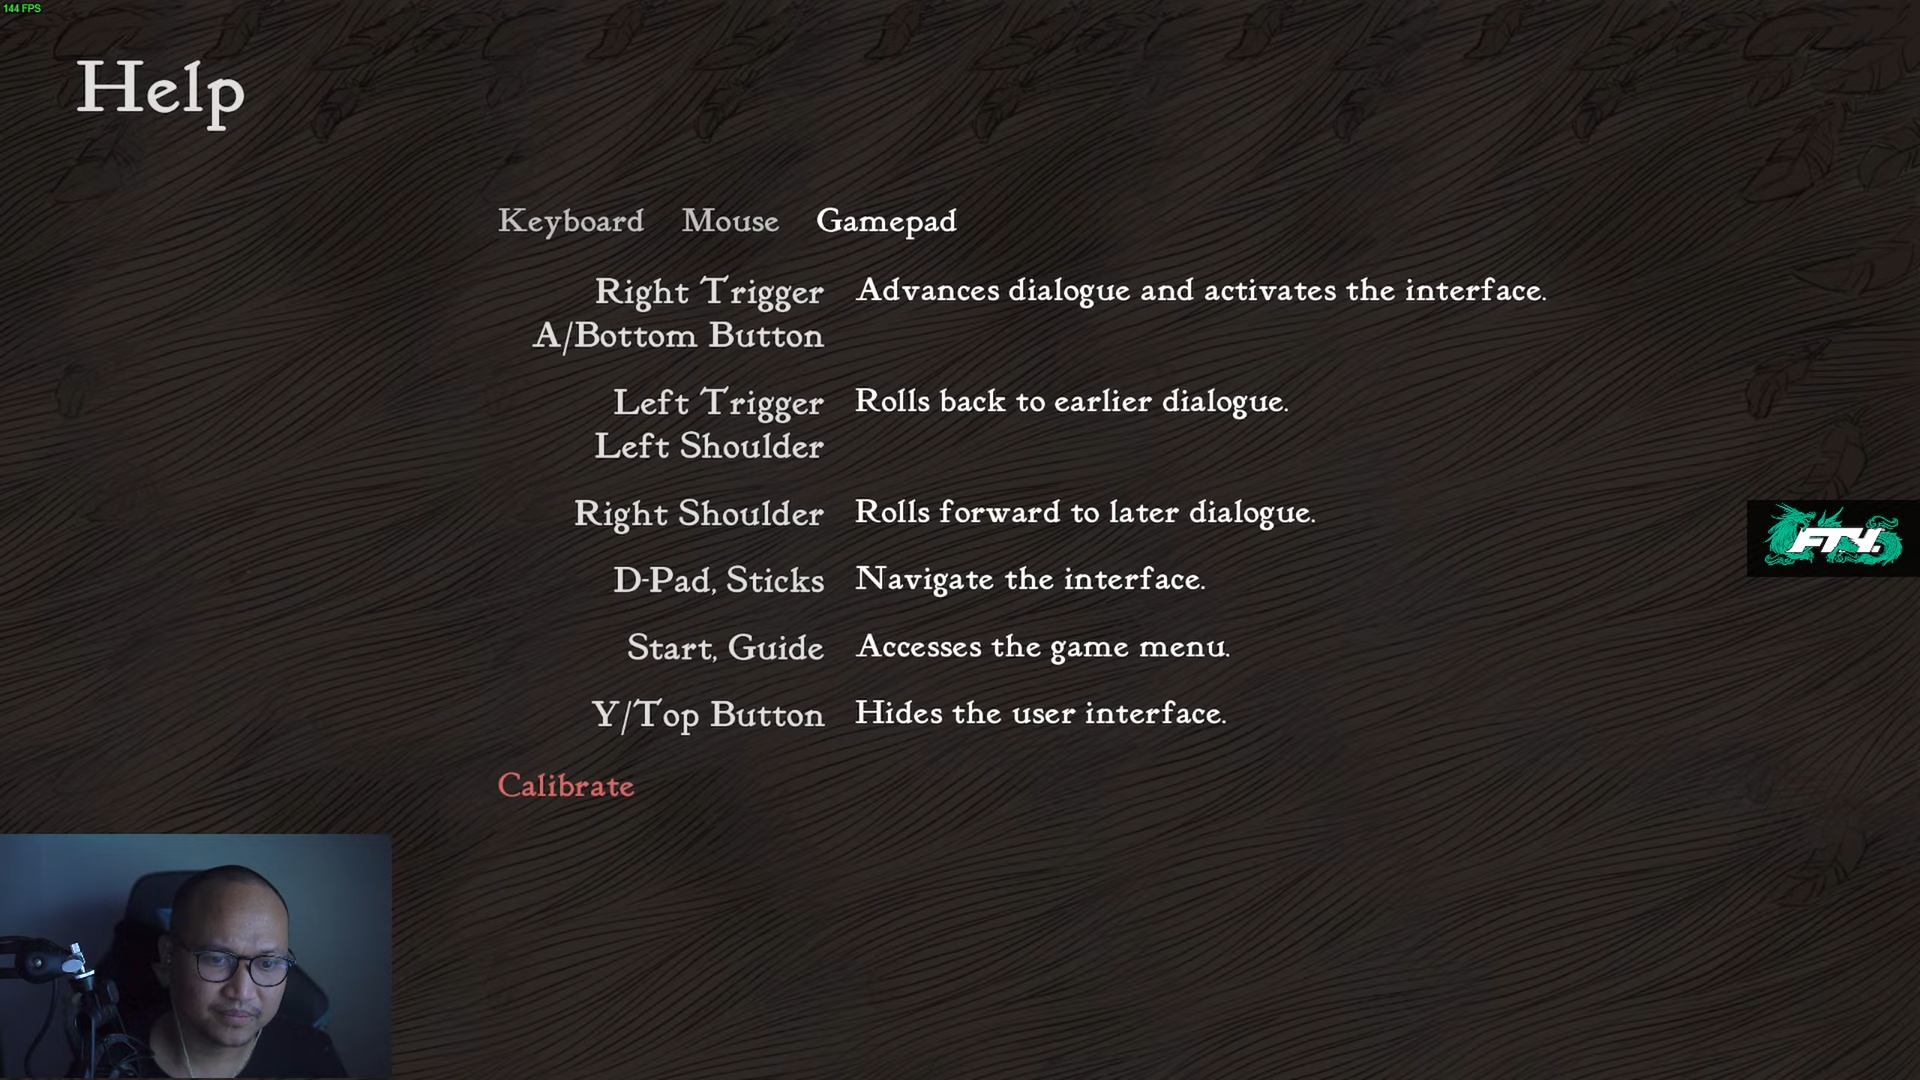 144 FPS
Help
Keyboard Mouse Gamepad
Right Trigger Advances dialogue and activates the interface.
A/Bottom Button
Left Trigger Rolls back to earlier dialogue.
Left Shoulder
Right Shoulder Rolls forward to later dialogue.
FTY.
D-Pad, Sticks Navigate the interface.
Start, Guide Accesses the game menu.
Y/Top Button Hides the user interface.
Calibrate